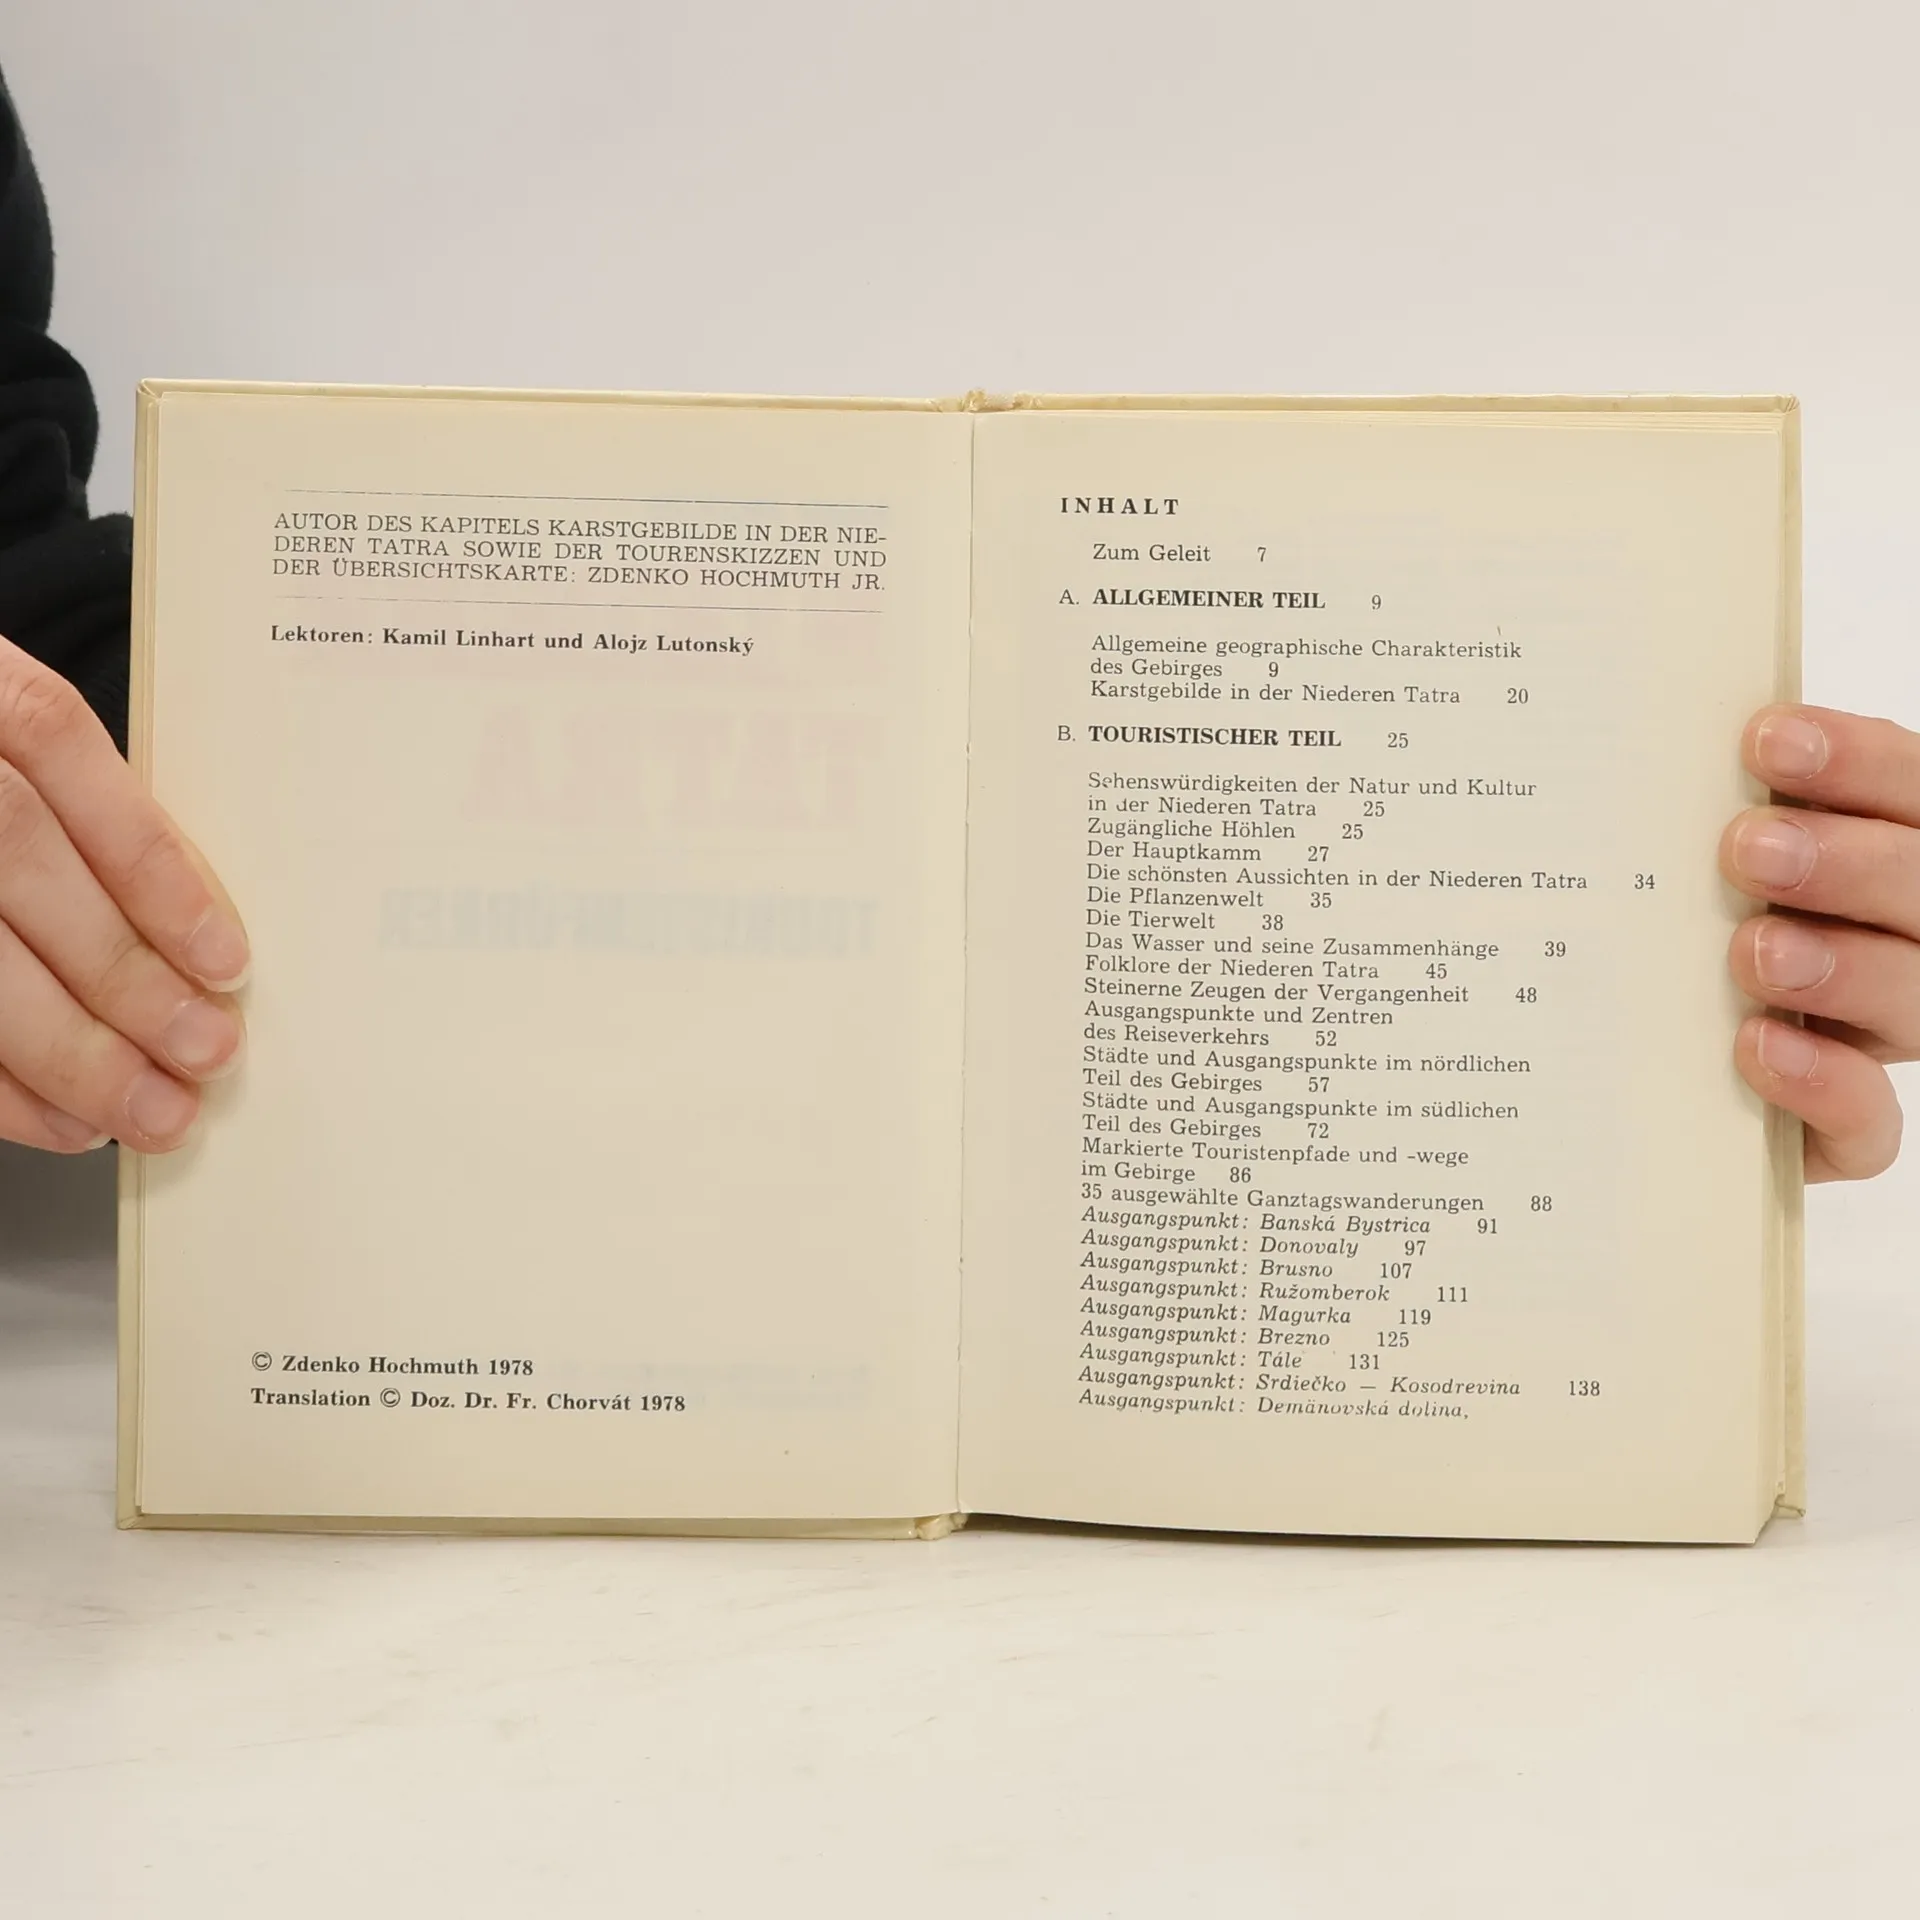 AUTOR DES KAPITELS KARSTGEBILDE IN DER NIE-
DEREN TATRA SOWIE DER TOURENSKIZZEN UND
DER ÜBERSICHTSKARTE: ZDENKO HOCHMUTH JR.
Lektoren: Kamil Linhart und Alojz Lutonský
© Zdenko Hochmuth 1978
Translation © Doz. Dr. Fr. Chorvát 1978
INHALT
Zum Geleit 7
A. ALLGEMEINER TEIL 9
Allgemeine geographische Charakteristik
des Gebirges 9
Karstgebilde in der Niederen Tatra 20
B. TOURISTISCHER TEIL 25
Sehenswürdigkeiten der Natur und Kultur
in der Niederen Tatra 25
Zugängliche Höhlen 25
Der Hauptkamm 27
Die schönsten Aussichten in der Niederen Tatra 34
Die Pflanzenwelt 35
Die Tierwelt 38
Das Wasser und seine Zusammenhänge 39
Folklore der Niederen Tatra 45
Steinerne Zeugen der Vergangenheit 48
Ausgangspunkte und Zentren
des Reiseverkehrs 52
Städte und Ausgangspunkte im nördlichen
Teil des Gebirges 57
Städte und Ausgangspunkte im südlichen
Teil des Gebirges 72
Markierte Touristenpfade und -wege
im Gebirge 86
35 ausgewählte Ganztagswanderungen 88
Ausgangspunkt: Banská Bystrica 91
Ausgangspunkt: Donovaly 97
Ausgangspunkt: Brusno 107
Ausgangspunkt: Ružomberok 111
Ausgangspunkt: Magurka 119
Ausgangspunkt: Brezno 125
Ausgangspunkt: Tále 131
Ausgangspunkt: Srdiečko — Kosodrevina 138
Ausgangspunkt: Demänovská dolina,